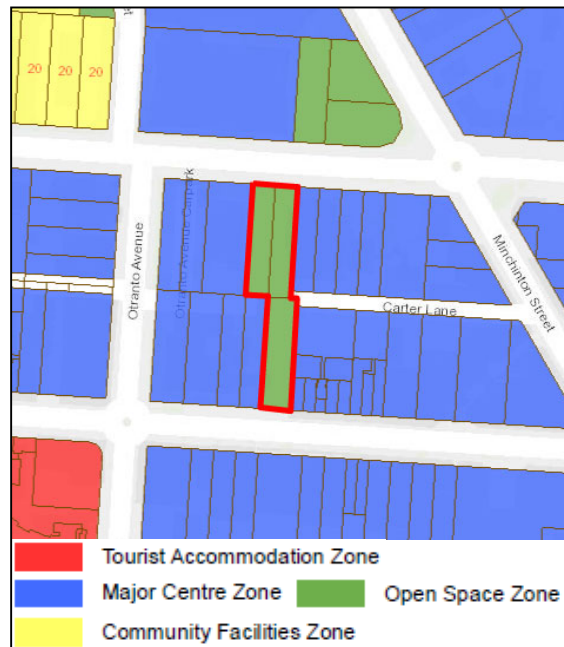 20 20 20
Otranto Avenue
Otranto Avenue Carpark
Minchinton Street
Carter Lane
Tourist Accommodation Zone
Major Centre Zone
Open Space Zone
Community Facilities Zone